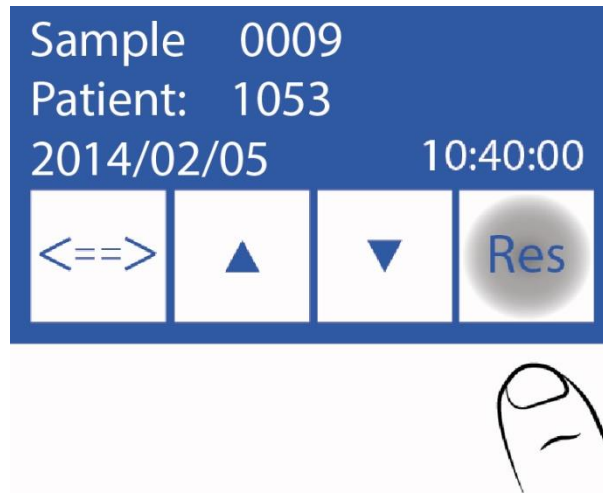 Sample 0009
Patient: 1053
2014/02/05 10:40:00
<==> ▲ ▼ Res